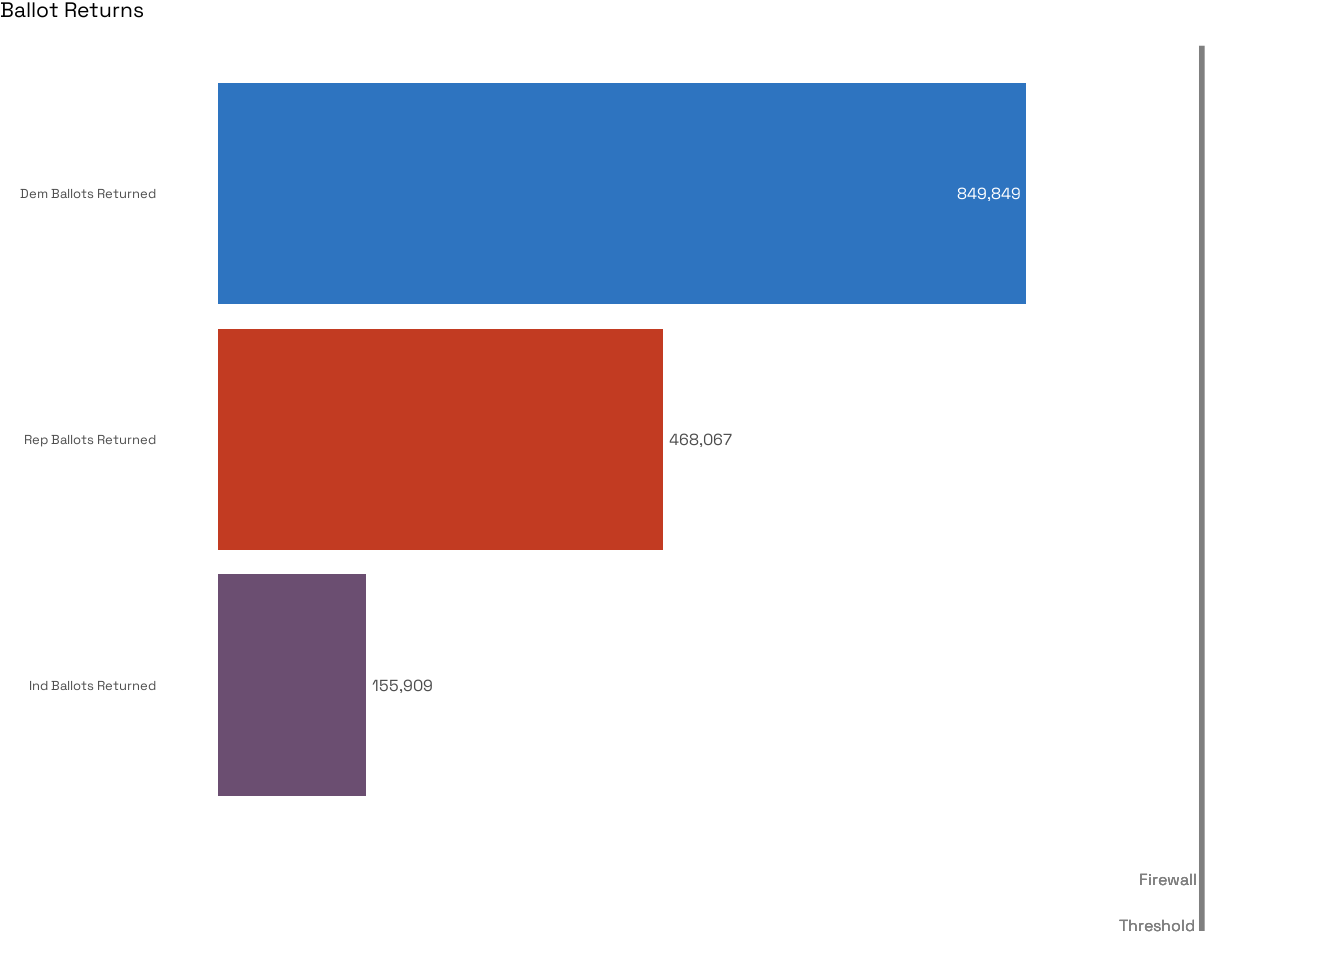 Ballot Returns
Dem Ballots Returned
849,849
Rep Ballots Returned
468,067
Ind Ballots Returned
155,909
Firewall
Threshold